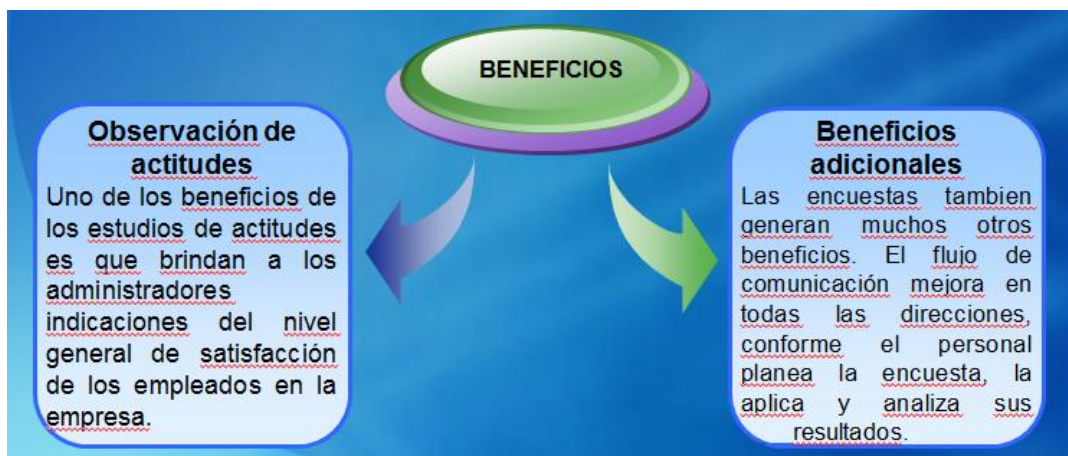 BENEFICIOS
Observación de
actitudes
Uno de los beneficios de
los estudios de actitudes
es que brindan a los
administradores
indicaciones del nivel
general de satisfacción
de los empleados en la
empresa.
Beneficios
adicionales
Las encuestas tambien
generan muchos otros
beneficios. El flujo de
comunicación mejora en
todas las direcciones,
conforme el personal
planea la encuesta, la
aplica y analiza sus
resultados.